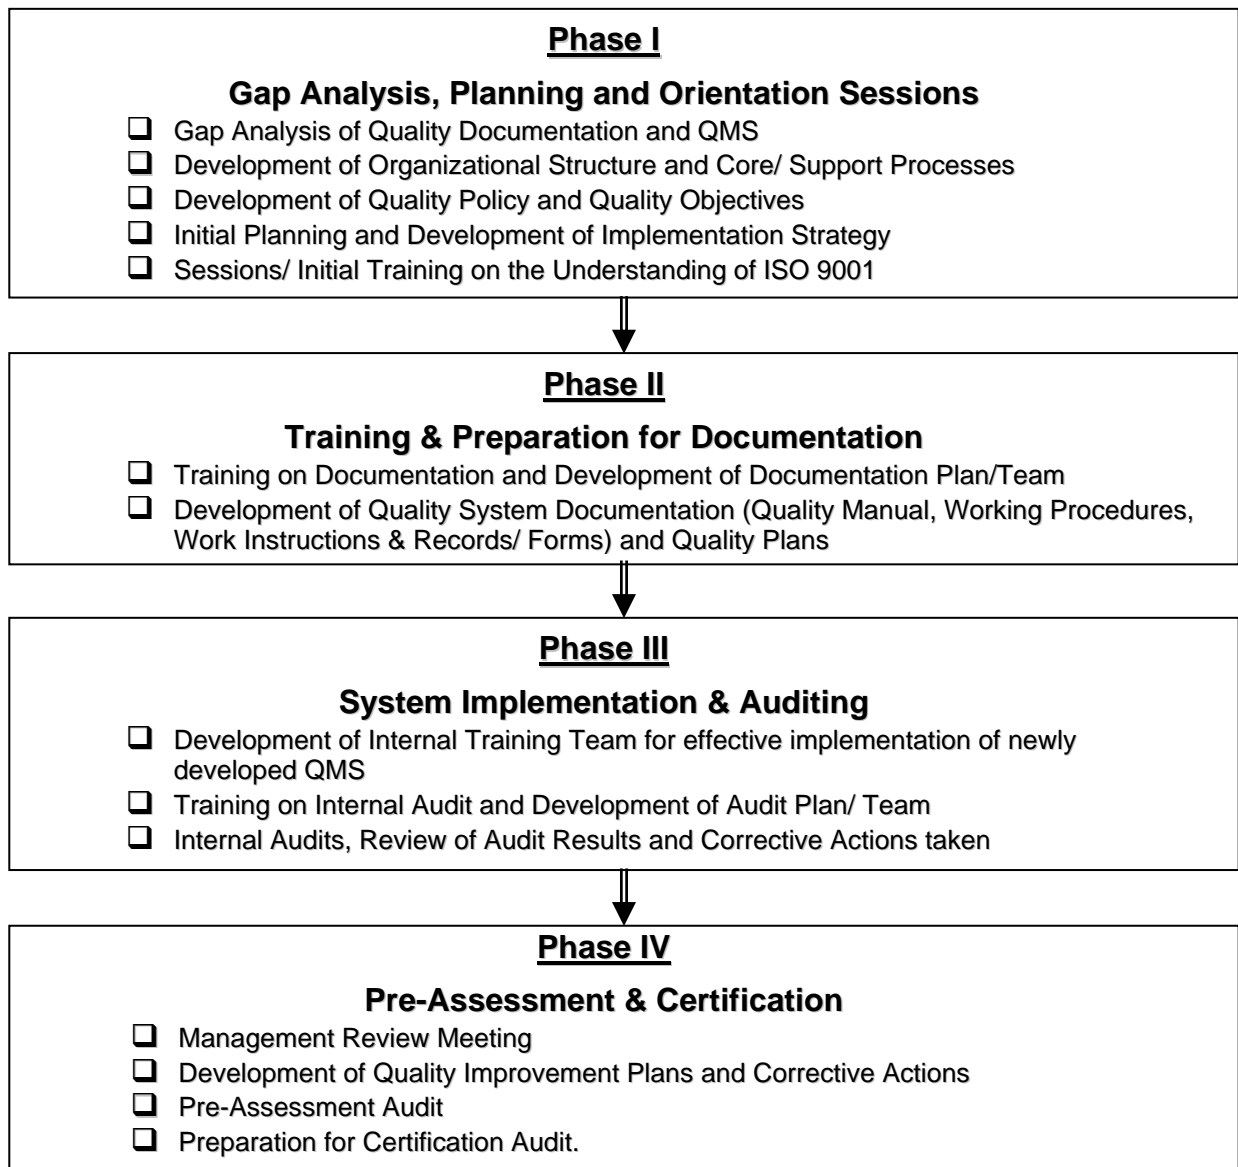 Phase I
Gap Analysis, Planning and Orientation Sessions
Gap Analysis of Quality Documentation and QMS
Development of Organizational Structure and Core/ Support Processes
Development of Quality Policy and Quality Objectives
Initial Planning and Development of Implementation Strategy
Sessions/ Initial Training on the Understanding of ISO 9001
Phase II
Training & Preparation for Documentation
Training on Documentation and Development of Documentation Plan/Team
Development of Quality System Documentation (Quality Manual, Working Procedures,
Work Instructions & Records/ Forms) and Quality Plans
Phase III
System Implementation & Auditing
Development of Internal Training Team for effective implementation of newly
developed QMS
Training on Internal Audit and Development of Audit Plan/ Team
Internal Audits, Review of Audit Results and Corrective Actions taken
Phase IV
Pre-Assessment & Certification
Management Review Meeting
Development of Quality Improvement Plans and Corrective Actions
Pre-Assessment Audit
Preparation for Certification Audit.